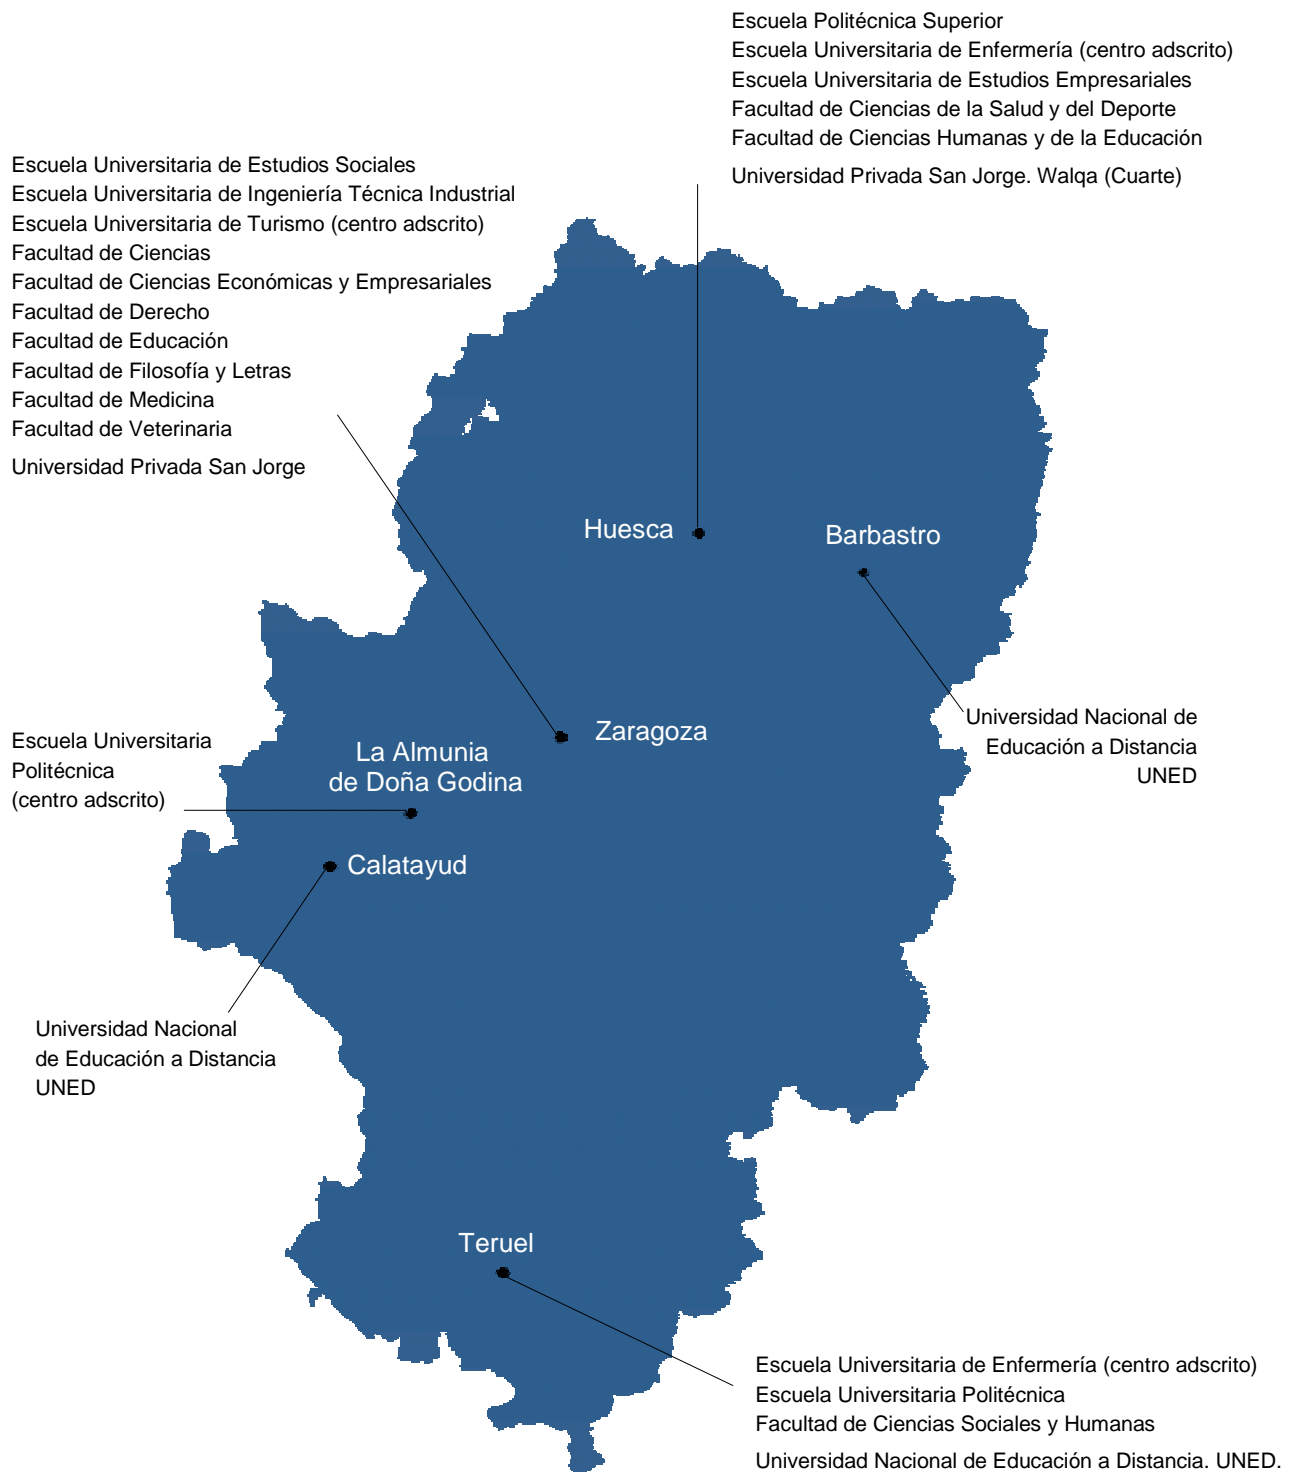 Escuela Politécnica Superior
Escuela Universitaria de Enfermería (centro adscrito)
Escuela Universitaria de Estudios Empresariales
Facultad de Ciencias de la Salud y del Deporte
Facultad de Ciencias Humanas y de la Educación
Universidad Privada San Jorge. Walqa (Cuarte)
Escuela Universitaria de Estudios Sociales
Escuela Universitaria de Ingeniería Técnica Industrial
Escuela Universitaria de Turismo (centro adscrito)
Facultad de Ciencias
Facultad de Ciencias Económicas y Empresariales
Facultad de Derecho
Facultad de Educación
Facultad de Filosofía y Letras
Facultad de Medicina
Facultad de Veterinaria
Universidad Privada San Jorge
Huesca
Barbastro
Universidad Nacional de
Educación a Distancia
UNED
Zaragoza
La Almunia
de Doña Godina
Escuela Universitaria
Politécnica
(centro adscrito)
Calatayud
Universidad Nacional
de Educación a Distancia
UNED
Teruel
Escuela Universitaria de Enfermería (centro adscrito)
Escuela Universitaria Politécnica
Facultad de Ciencias Sociales y Humanas
Universidad Nacional de Educación a Distancia. UNED.